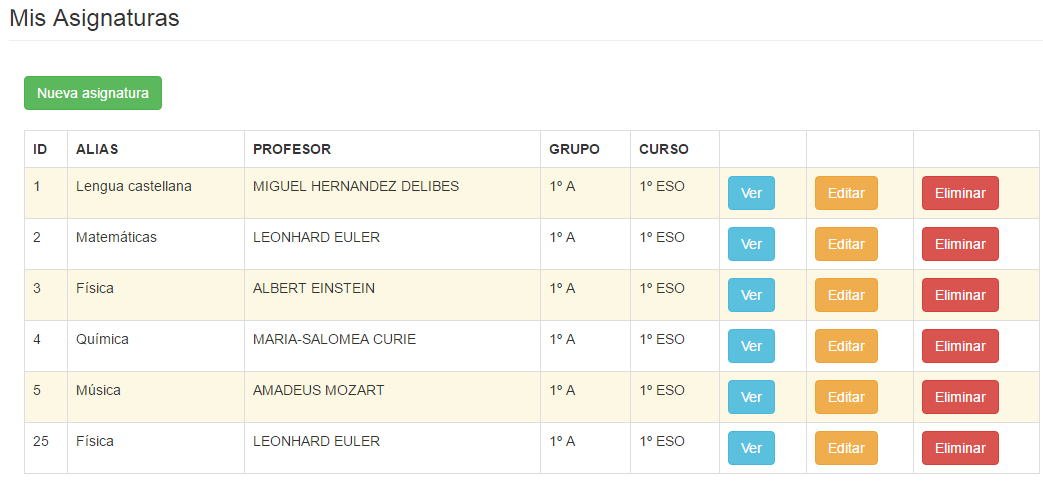 Mis Asignaturas
Nueva asignatura
ID ALIAS PROFESOR GRUPO CURSO
1 Lengua castellana MIGUEL HERNANDEZ DELIBES 1º A 1º ESO Ver Editar Eliminar
2 Matemáticas LEONHARD EULER 1º A 1º ESO Ver Editar Eliminar
3 Física ALBERT EINSTEIN 1º A 1º ESO Ver Editar Eliminar
4 Química MARIA-SALOMEA CURIE 1º A 1º ESO Ver Editar Eliminar
5 Música AMADEUS MOZART 1º A 1º ESO Ver Editar Eliminar
25 Física LEONHARD EULER 1º A 1º ESO Ver Editar Eliminar